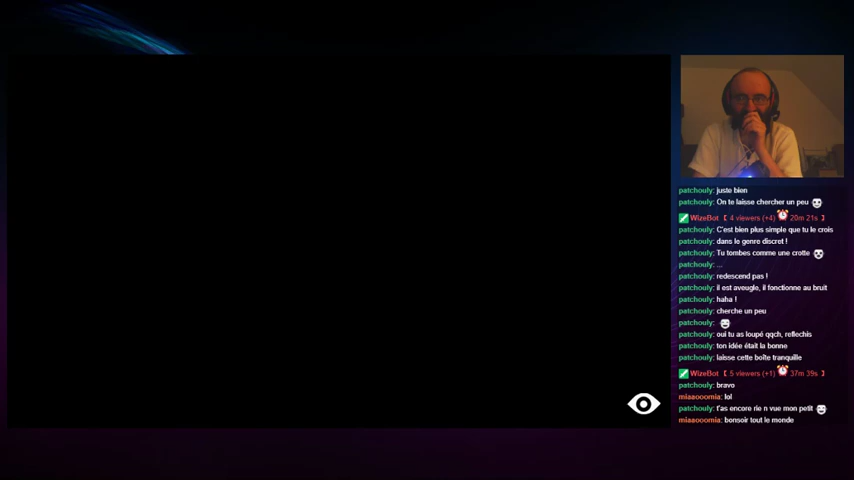 patchouly: juste bien
patchouly: On te laisse chercher un peu
WizeBot 【 4 viewers (+4) 20m 21s 】
patchouly: C'est bien plus simple que tu le crois
patchouly: dans le genre discret !
patchouly: Tu tombes comme une crotte
patchouly: ...
patchouly: redescend pas !
patchouly: il est aveugle, il fonctionne au bruit
patchouly: haha !
patchouly: cherche un peu
patchouly:
patchouly: oui tu as loupé qqch, reflechis
patchouly: ton idée était la bonne
patchouly: laisse cette boîte tranquille
WizeBot 【 5 viewers (+1) 37m 39s 】
patchouly: bravo
miaaooomia: lol
patchouly: t'as encore rie n vue mon petit
miaaooomia: bonsoir tout le monde